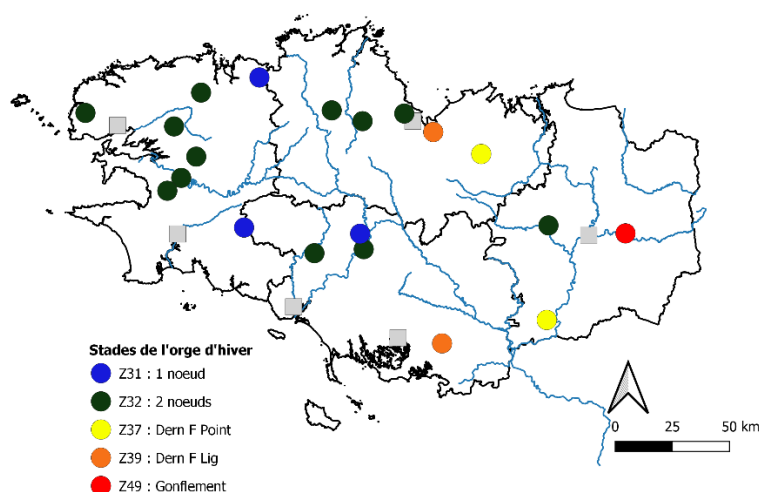 Stades de l'orge d'hiver
Z31 : 1 noeud
Z32 : 2 noeuds
Z37 : Dern F Point
Z39 : Dern F Lig
Z49 : Gonflement
0 25 50 km